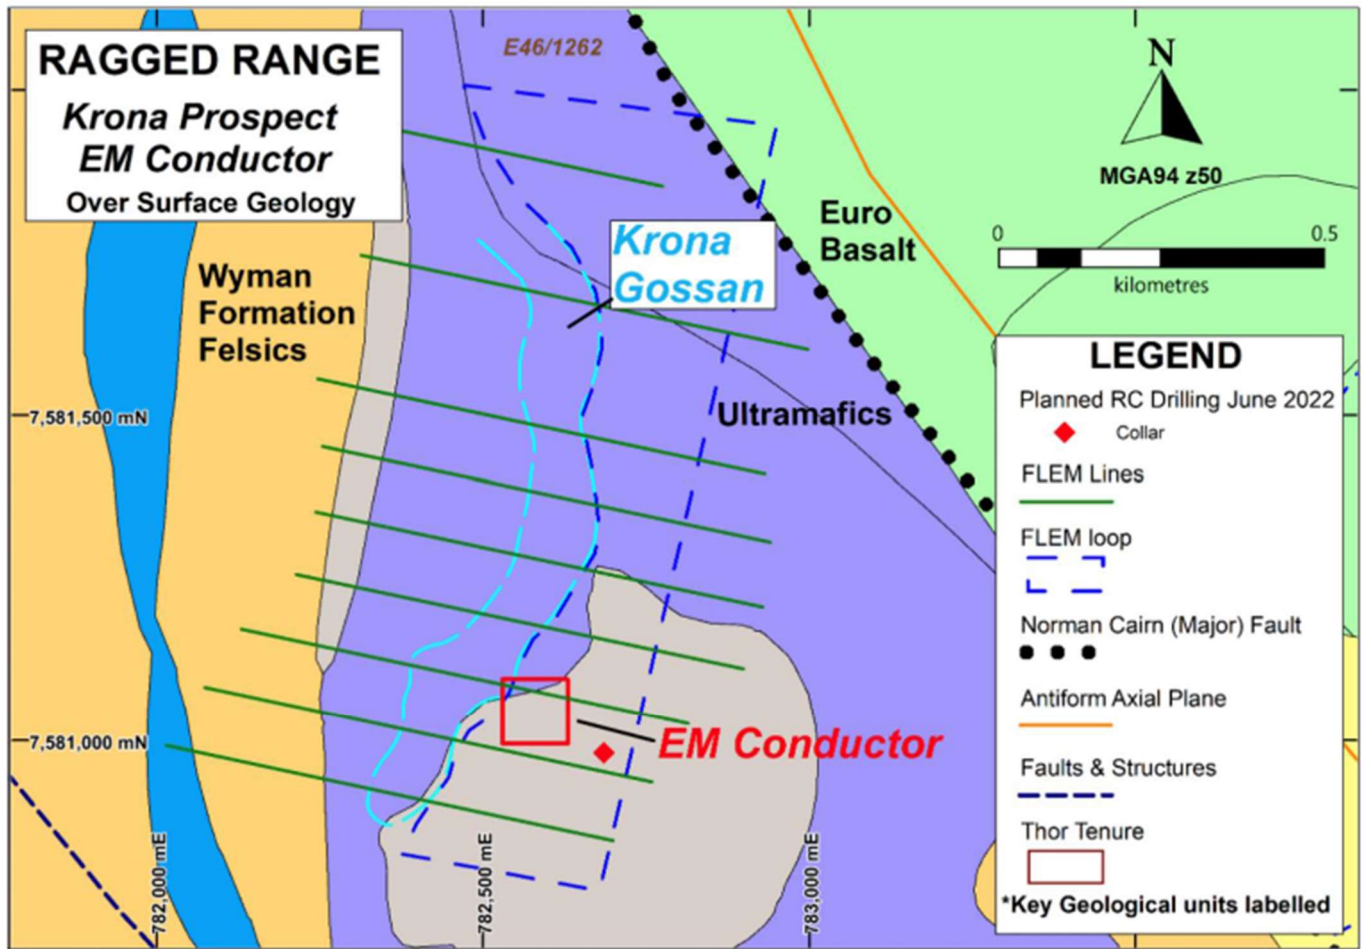 RAGGED RANGE
Krona Prospect
EM Conductor
Over Surface Geology
E46/1262
N
MGA94 z50
0
0.5
kilometres
Euro
Basalt
Krona
Gossan
Wyman
Formation
Felsics
Ultramafics
7,581,500 mN
7,581,000 mN
EM Conductor
782,000 mE
782,500 mE
783,000 mE
LEGEND
Planned RC Drilling June 2022
Collar
FLEM Lines
FLEM loop
Norman Cairn (Major) Fault
Antiform Axial Plane
Faults & Structures
Thor Tenure
*Key Geological units labelled